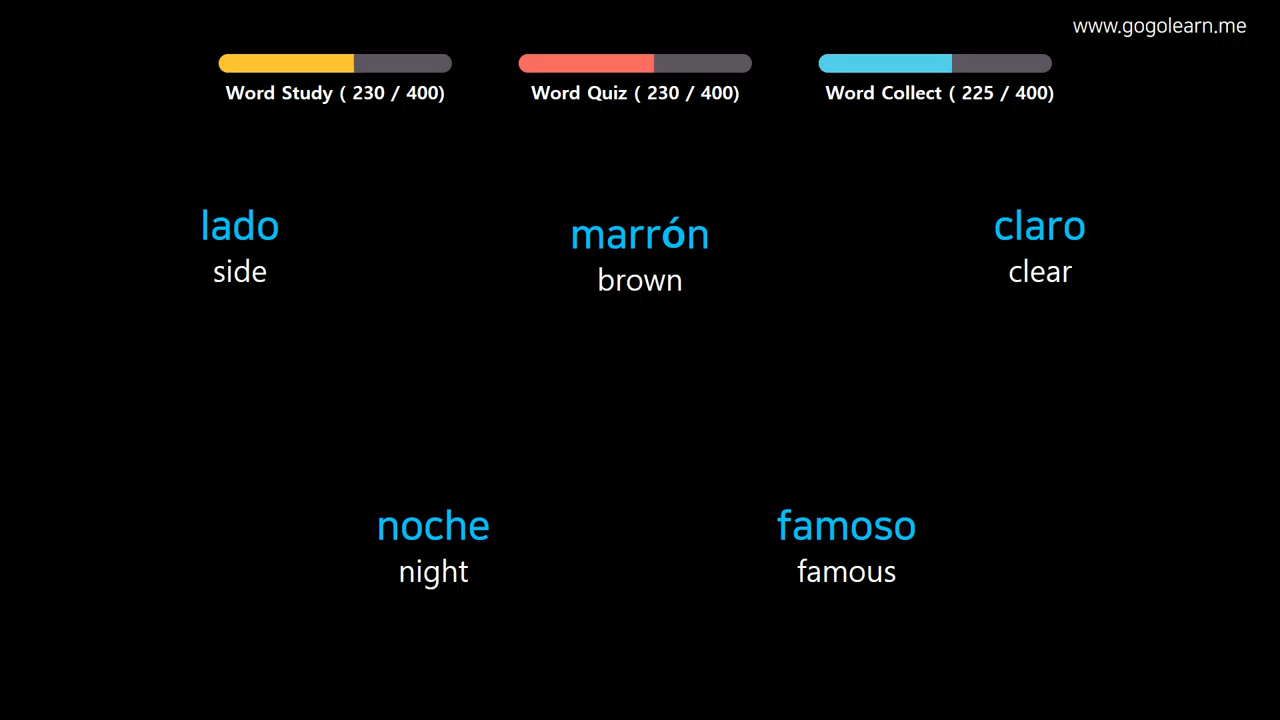 www.gogolearn.me
Word Study ( 230 / 400)
Word Quiz ( 230 / 400)
Word Collect ( 225 / 400)
lado
side
marrón
brown
claro
clear
noche
night
famoso
famous